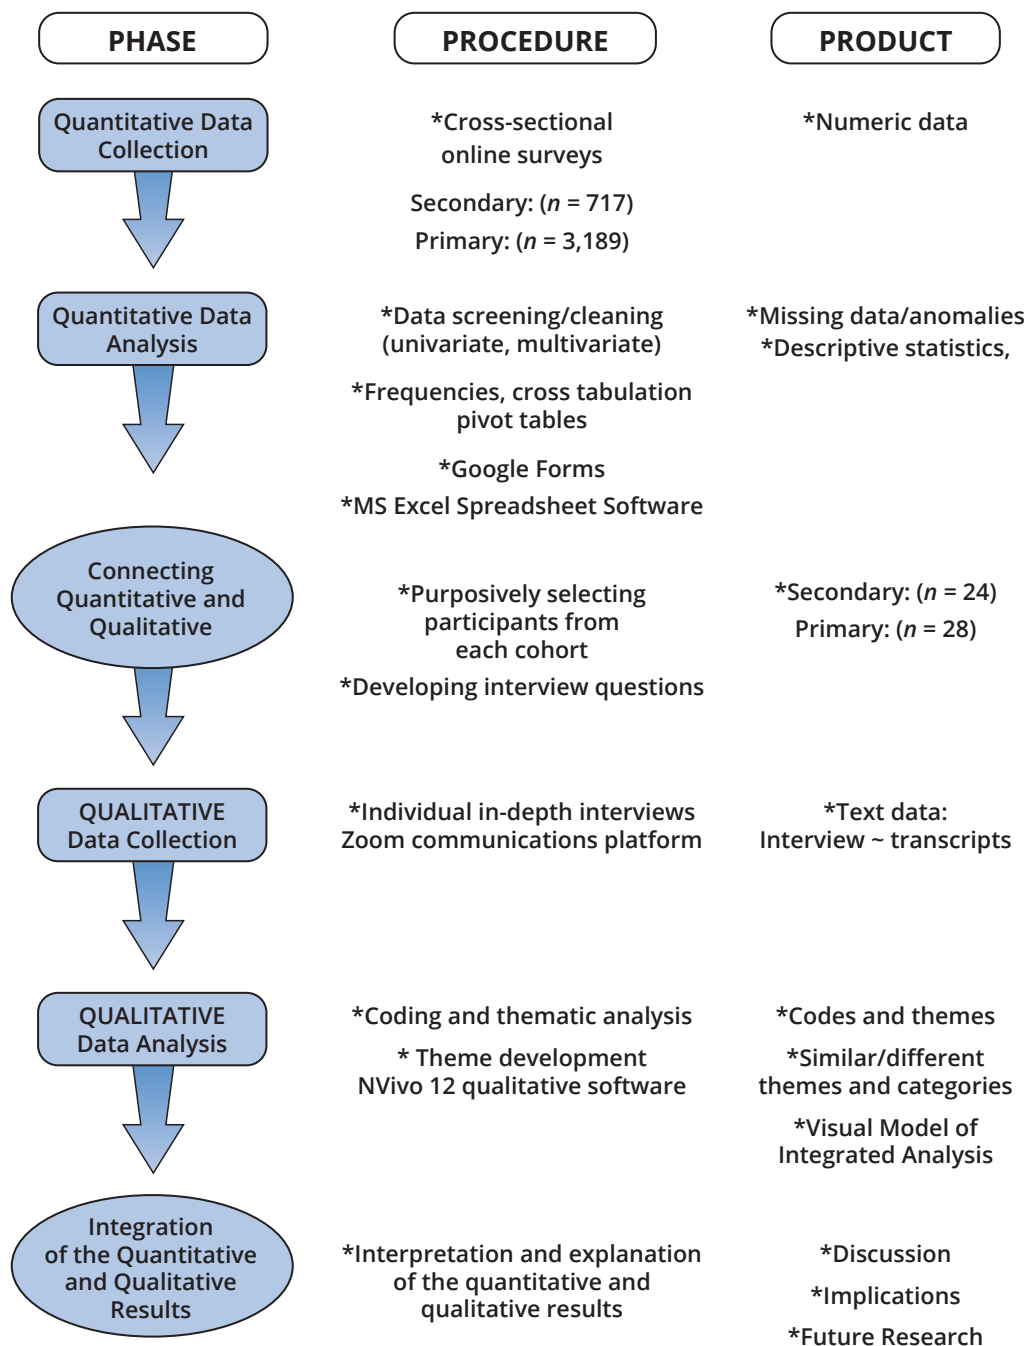 PHASE
PROCEDURE
PRODUCT
Quantitative Data
Collection
*Cross-sectional
online surveys
Secondary: (n = 717)
Primary: (n = 3,189)
*Numeric data
Quantitative Data
Analysis
*Data screening/cleaning
(univariate, multivariate)
*Frequencies, cross tabulation
pivot tables
*Google Forms
*MS Excel Spreadsheet Software
*Missing data/anomalies
*Descriptive statistics,
Connecting
Quantitative and
Qualitative
*Purposively selecting
participants from
each cohort
*Developing interview questions
*Secondary: (n = 24)
Primary: (n = 28)
QUALITATIVE
Data Collection
*Individual in-depth interviews
Zoom communications platform
*Text data:
Interview ~ transcripts
QUALITATIVE
Data Analysis
*Coding and thematic analysis
* Theme development
NVivo 12 qualitative software
*Codes and themes
*Similar/different
themes and categories
*Visual Model of
Integrated Analysis
Integration
of the Quantitative
and Qualitative
Results
*Interpretation and explanation
of the quantitative and
qualitative results
*Discussion
*Implications
*Future Research